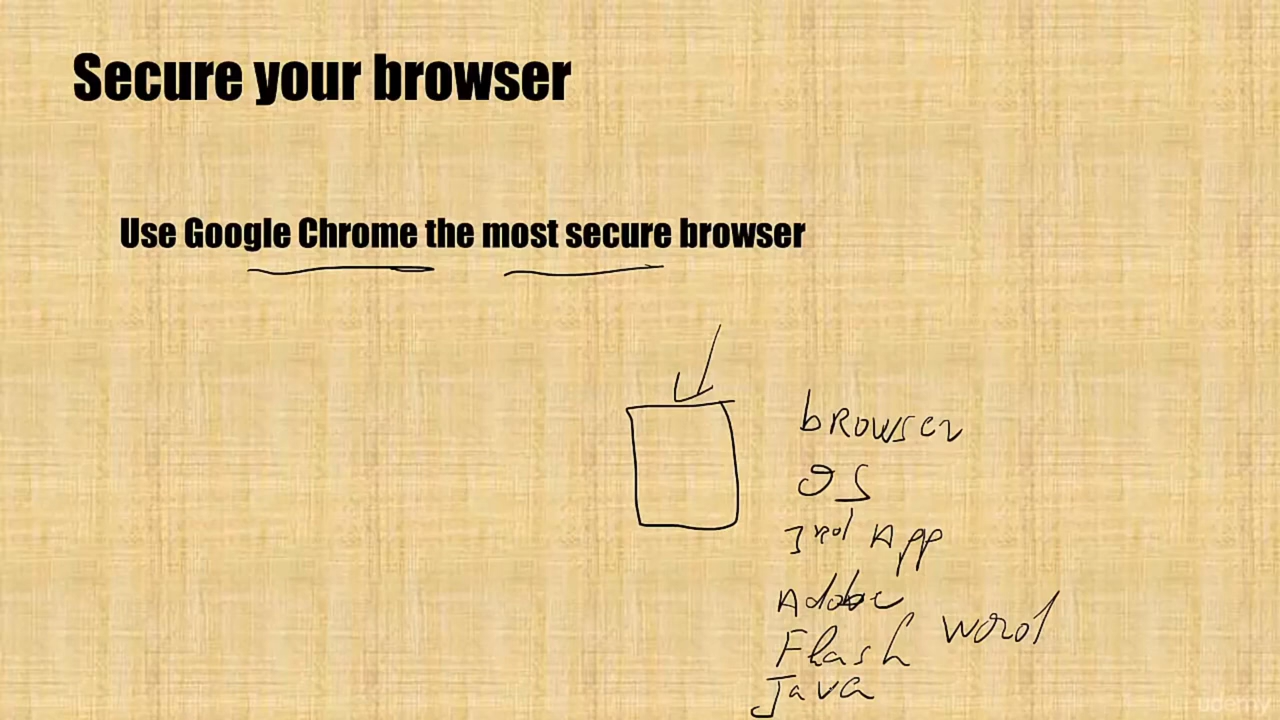 Secure your browser
Use Google Chrome the most secure browser
browser
OS
3rd App
Adobe
Flash word
Java
udemy